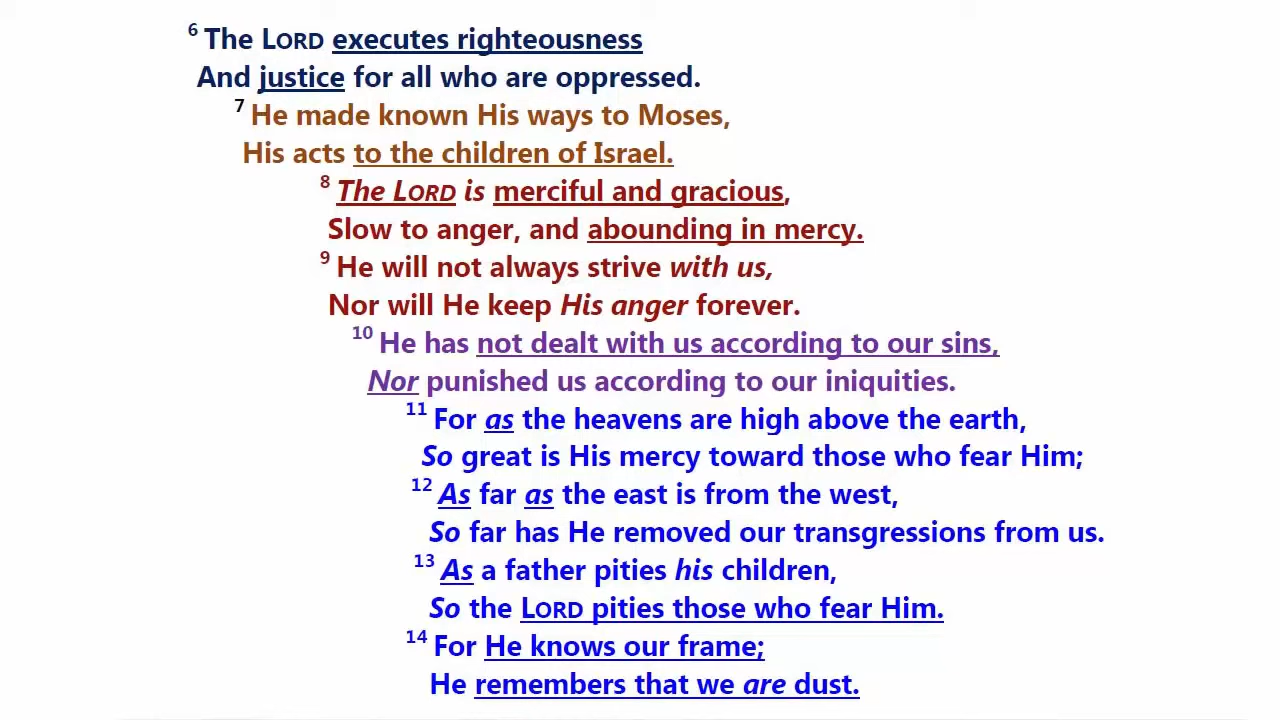 6 The LORD executes righteousness
And justice for all who are oppressed.
7 He made known His ways to Moses,
His acts to the children of Israel.
8 The LORD is merciful and gracious,
Slow to anger, and abounding in mercy.
9 He will not always strive with us,
Nor will He keep His anger forever.
10 He has not dealt with us according to our sins,
Nor punished us according to our iniquities.
11 For as the heavens are high above the earth,
So great is His mercy toward those who fear Him;
12 As far as the east is from the west,
So far has He removed our transgressions from us.
13 As a father pities his children,
So the LORD pities those who fear Him.
14 For He knows our frame;
He remembers that we are dust.